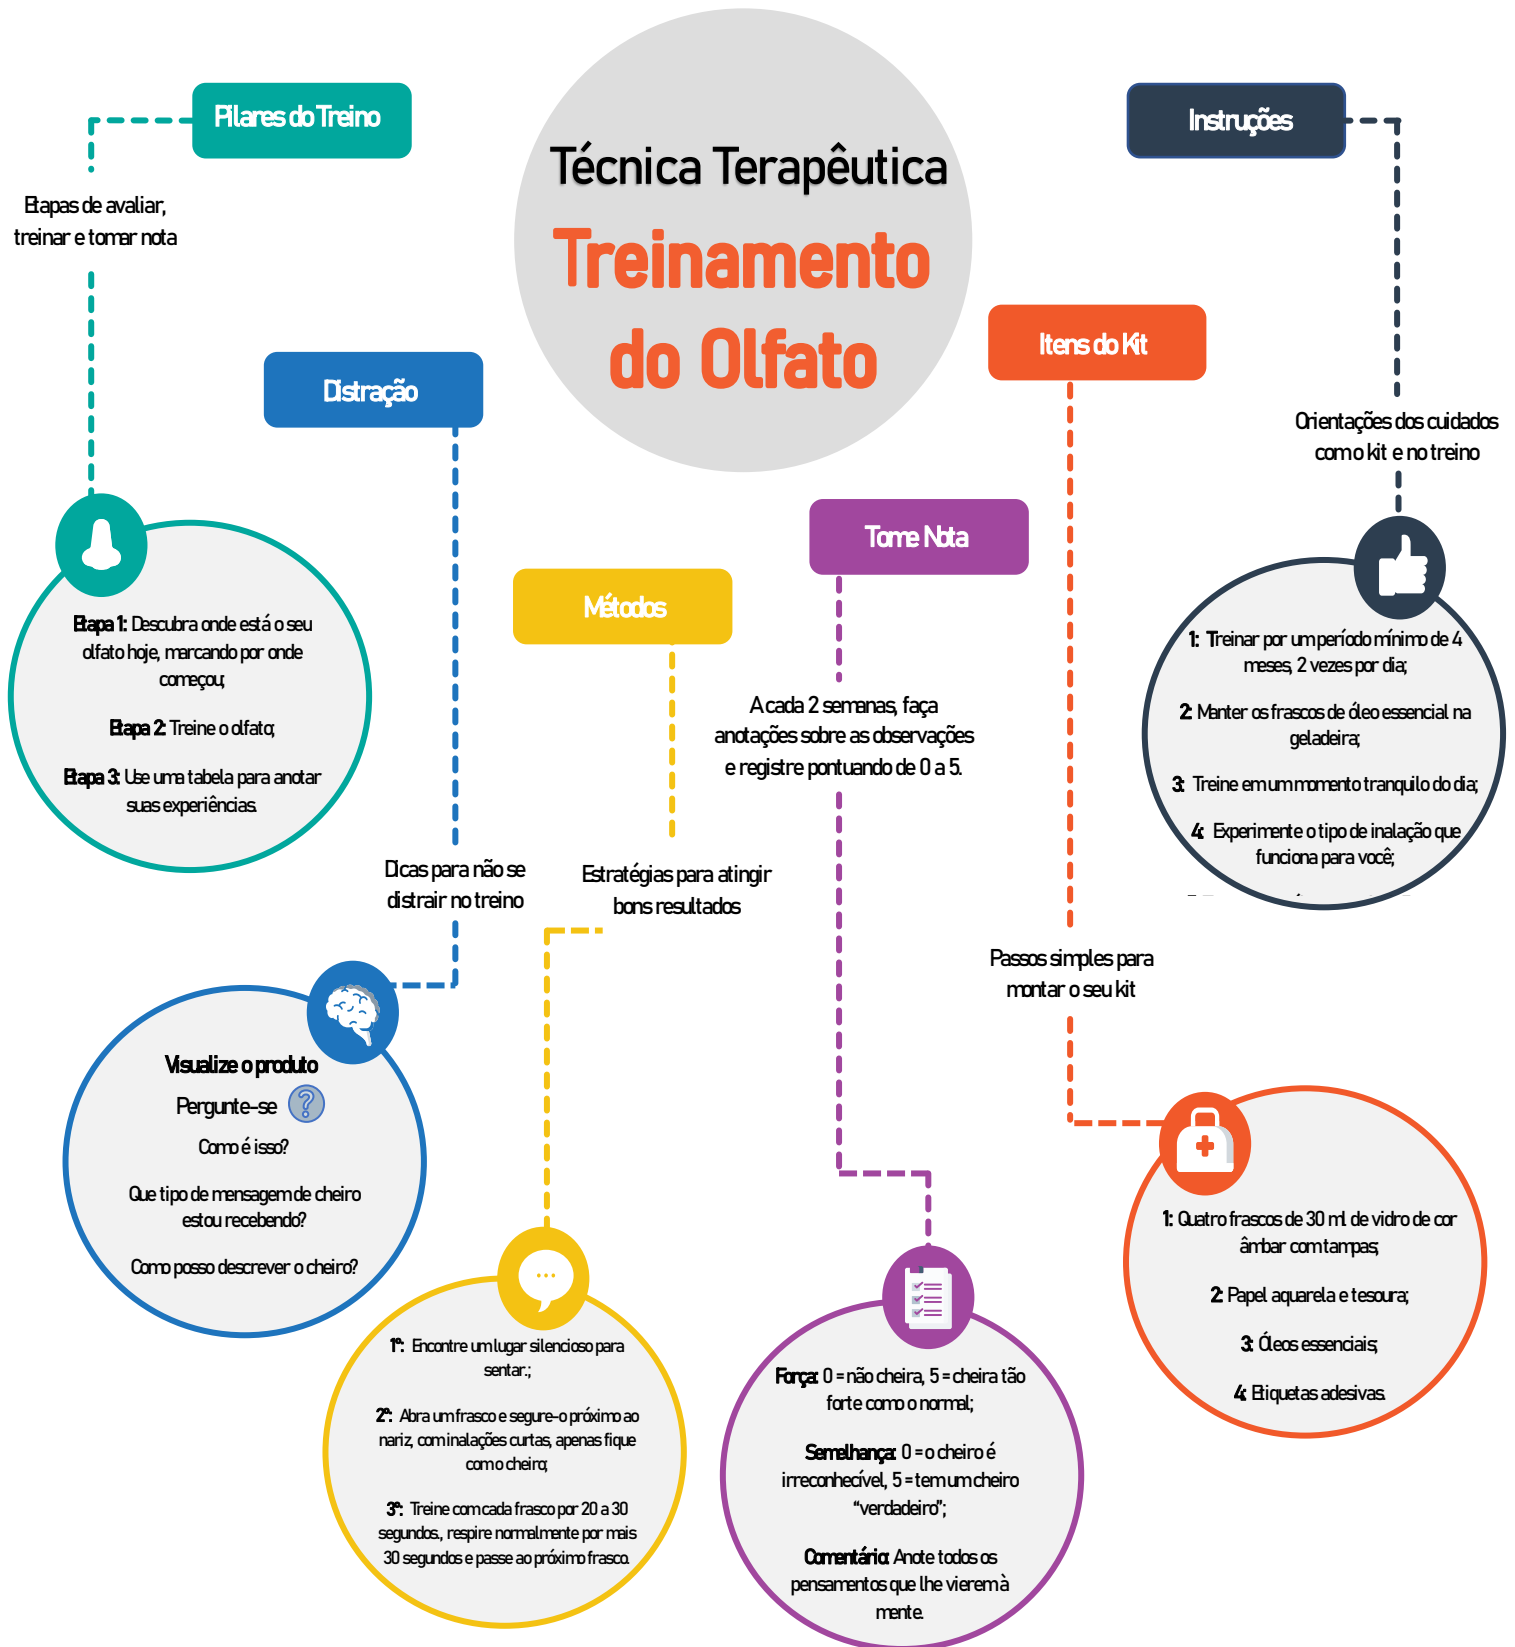 Técnica Terapêutica
Treinamento
do Olfato
Pilares do Treino
Etapas de avaliar,
treinar e tomar nota
Etapa 1: Descubra onde está o seu
olfato hoje, marcando por onde
começou;
Etapa 2: Treine o olfato;
Etapa 3: Use uma tabela para anotar
suas experiências.
Distração
Dicas para não se
distrair no treino
Visualize o produto
Pergunte-se ?
Como é isso?
Que tipo de mensagem de cheiro
estou recebendo?
Como posso descrever o cheiro?
Métodos
Estratégias para atingir
bons resultados
1º: Encontre um lugar silencioso para
sentar.;
2º: Abra um frasco e segure-o próximo ao
nariz, com inalações curtas, apenas fique
com o cheiro;
3º: Treine com cada frasco por 20 a 30
segundos., respire normalmente por mais
30 segundos e passe ao próximo frasco.
Tome Nota
A cada 2 semanas, faça
anotações sobre as observações
e registre pontuando de 0 a 5.
Força: 0 = não cheira, 5 = cheira tão
forte como o normal;
Semelhança: 0 = o cheiro é
irreconhecível, 5 = tem um cheiro
“verdadeiro”;
Comentário: Anote todos os
pensamentos que lhe vierem à
mente.
Itens do Kit
Passos simples para
montar o seu kit
1: Quatro frascos de 30 ml de vidro de cor
âmbar com tampas;
2: Papel aquarela e tesoura;
3: Óleos essenciais;
4: Etiquetas adesivas.
Instruções
Orientações dos cuidados
com o kit e no treino
1: Treinar por um período mínimo de 4
meses, 2 vezes por dia;
2: Manter os frascos de óleo essencial na
geladeira;
3: Treine em um momento tranquilo do dia;
4: Experimente o tipo de inalação que
funciona para você;